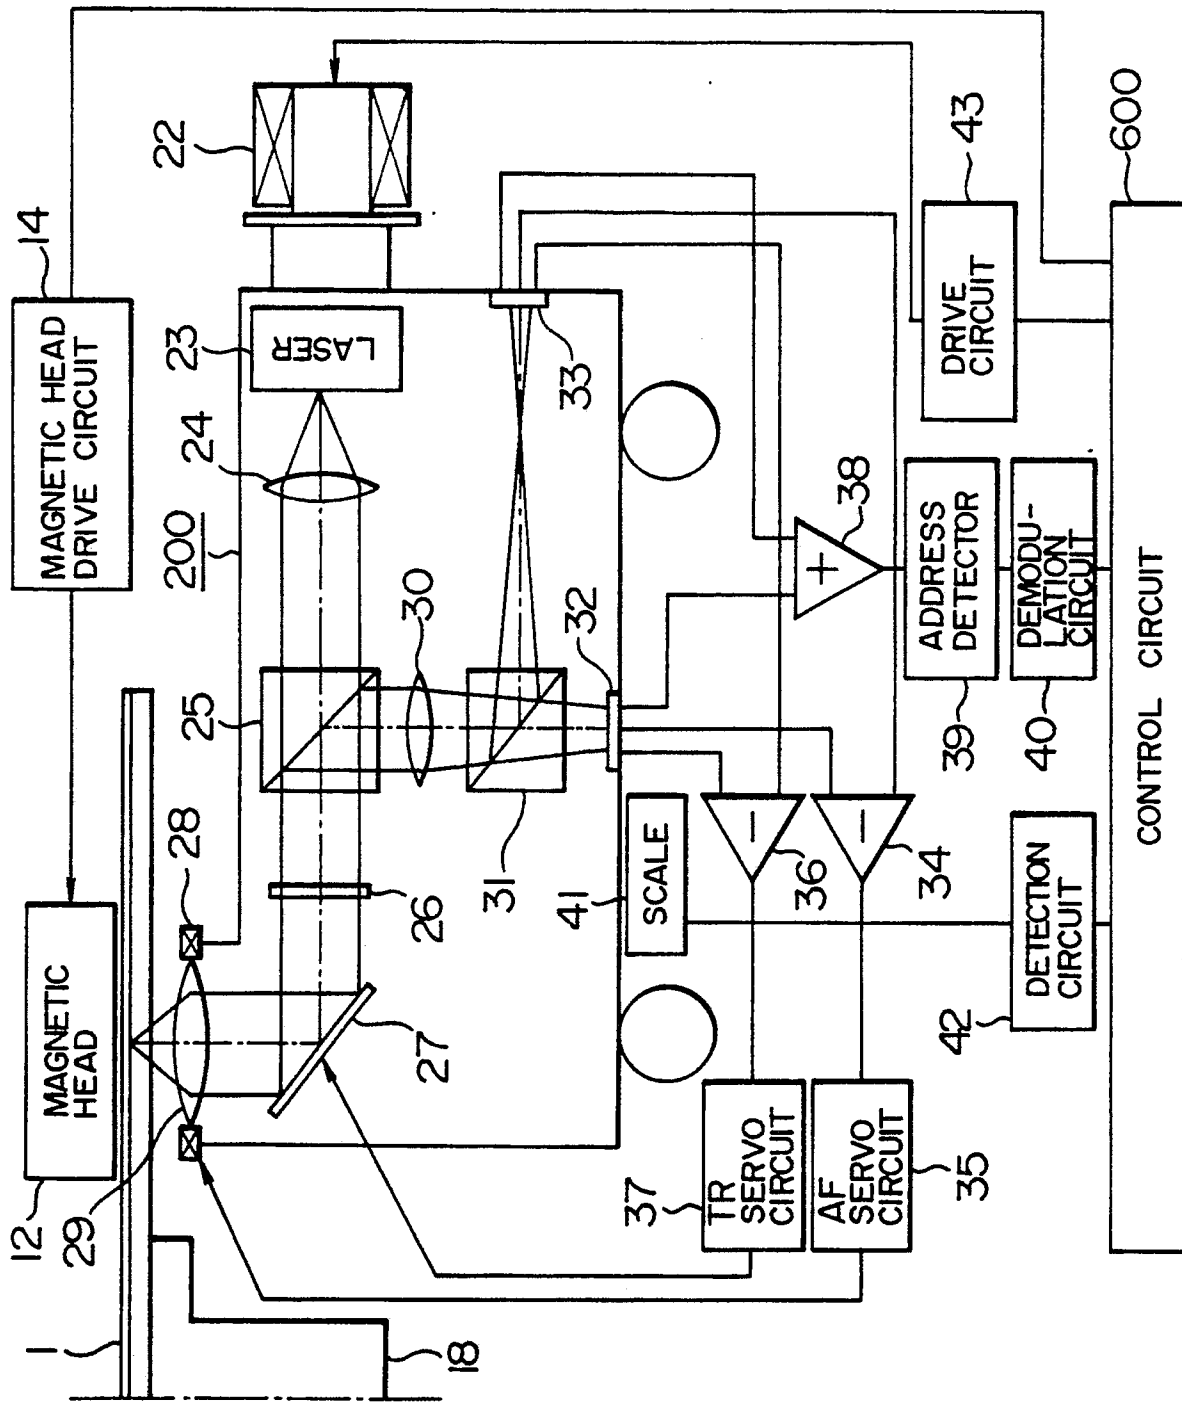 MAGNETIC HEAD
DRIVE CIRCUIT
14
MAGNETIC
HEAD
12
29
28
1
18
200
22
LASER
23
24
25
26
27
30
31
32
33
SCALE
41
36
34
38
+
−
−
TR
SERVO
CIRCUIT
37
AF
SERVO
CIRCUIT
35
DETECTION
CIRCUIT
42
ADDRESS
DETECTOR
39
DEMODU-
LATION
CIRCUIT
40
DRIVE
CIRCUIT
43
CONTROL CIRCUIT
600